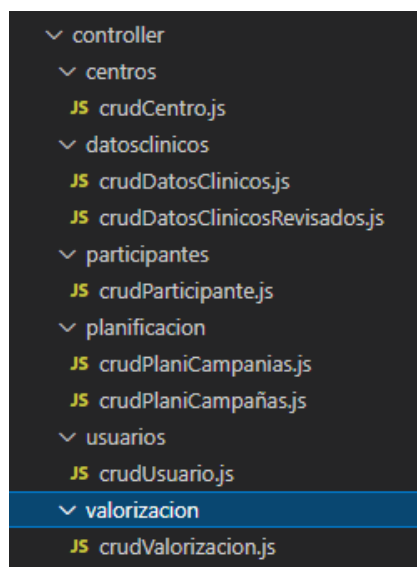 controller
centros
JS crudCentro.js
datosclinicos
JS crudDatosClinicos.js
JS crudDatosClinicosRevisados.js
participantes
JS crudParticipante.js
planificacion
JS crudPlaniCampanias.js
JS crudPlaniCampañas.js
usuarios
JS crudUsuario.js
valorizacion
JS crudValorizacion.js